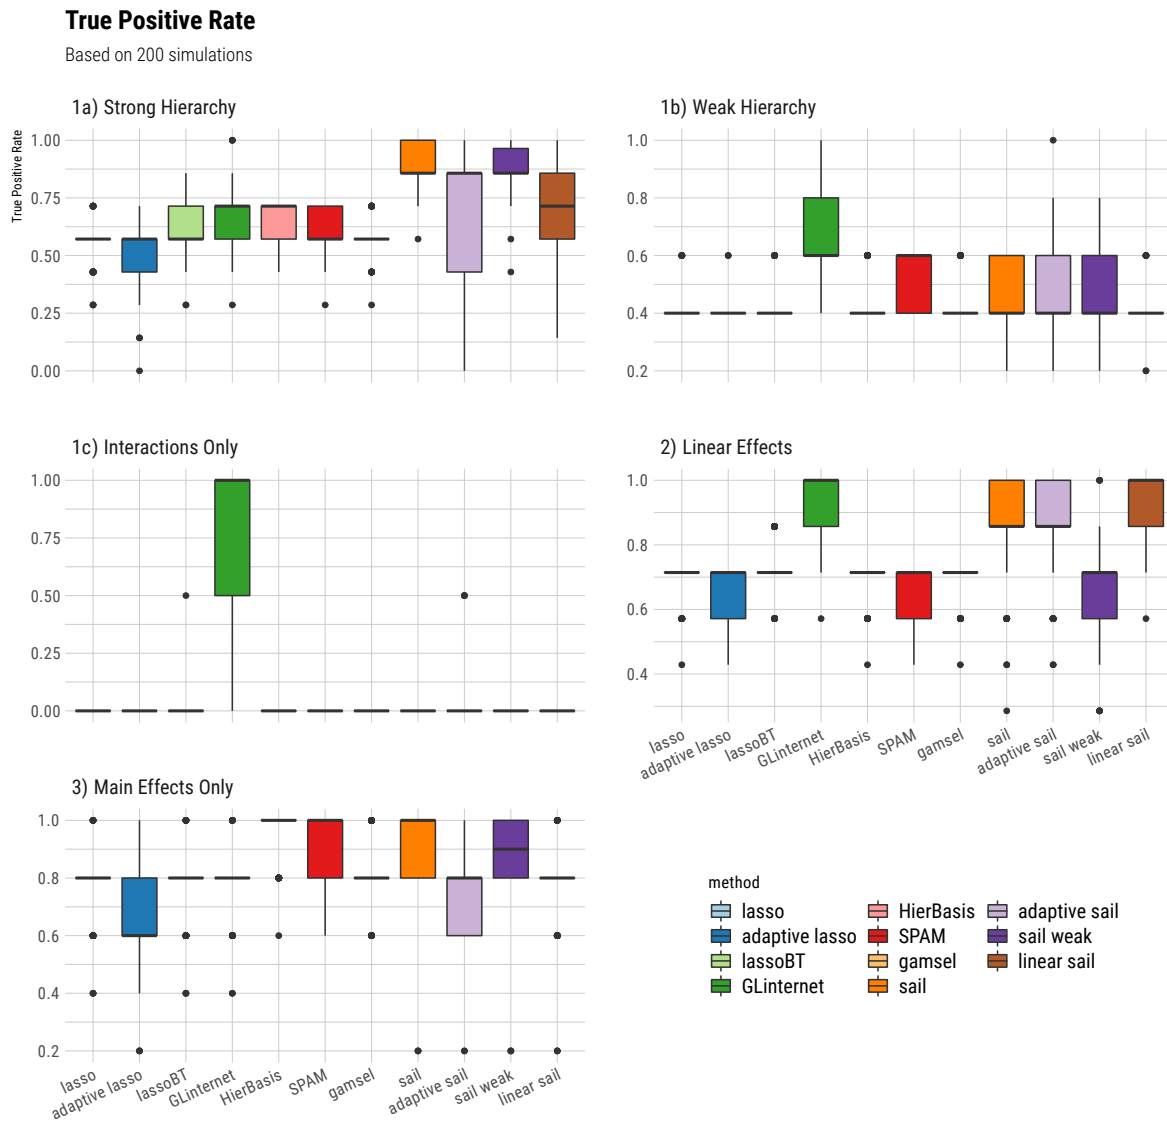 True Positive Rate
Based on 200 simulations
1a) Strong Hierarchy
True Positive Rate
1.00
0.75
0.50
0.25
0.00
1b) Weak Hierarchy
1.0
0.8
0.6
0.4
0.2
1c) Interactions Only
1.00
0.75
0.50
0.25
0.00
2) Linear Effects
1.0
0.8
0.6
0.4
lasso
adaptive lasso
lassoBT
GLinternet
HierBasis
SPAM
gamsel
sail
adaptive sail
sail weak
linear sail
3) Main Effects Only
1.0
0.8
0.6
0.4
0.2
lasso
adaptive lasso
lassoBT
GLinternet
HierBasis
SPAM
gamsel
sail
adaptive sail
sail weak
linear sail
method
lasso
adaptive lasso
lassoBT
GLinternet
HierBasis
SPAM
gamsel
sail
adaptive sail
sail weak
linear sail